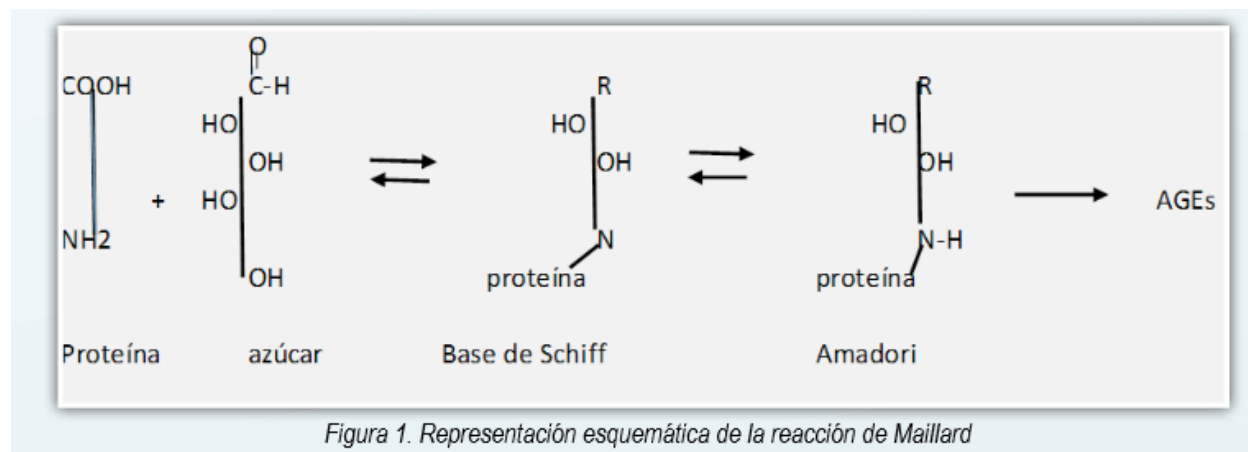 O
COOH C-H R R
HO HO HO
OH OH OH
+ HO AGEs
NH2 N N-H
OH proteína proteína
Proteína azúcar Base de Schiff Amadori
Figura 1. Representación esquemática de la reacción de Maillard